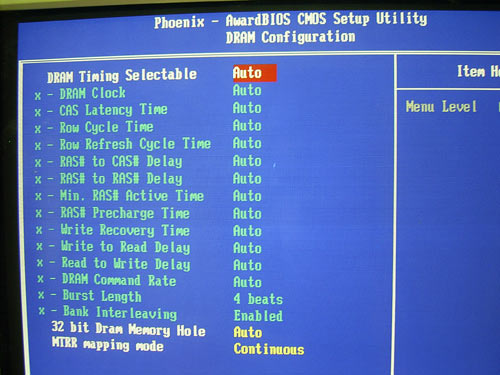 Phoenix - AwardBIOS CMOS Setup Utility
DRAM Configuration
DRAM Timing Selectable Auto
Item
x - DRAM Clock Auto
x - CAS Latency Time Auto
Menu Level
x - Row Cycle Time Auto
x - Row Refresh Cycle Time Auto
x - RAS# to CAS# Delay Auto
x - RAS# to RAS# Delay Auto
x - Min. RAS# Active Time Auto
x - RAS# Precharge Time Auto
x - Write Recovery Time Auto
x - Write to Read Delay Auto
x - Read to Write Delay Auto
x - DRAM Command Rate Auto
x - Burst Length 4 beats
x - Bank Interleaving Enabled
32 bit Dram Memory Hole Auto
MTRR mapping mode Continuous